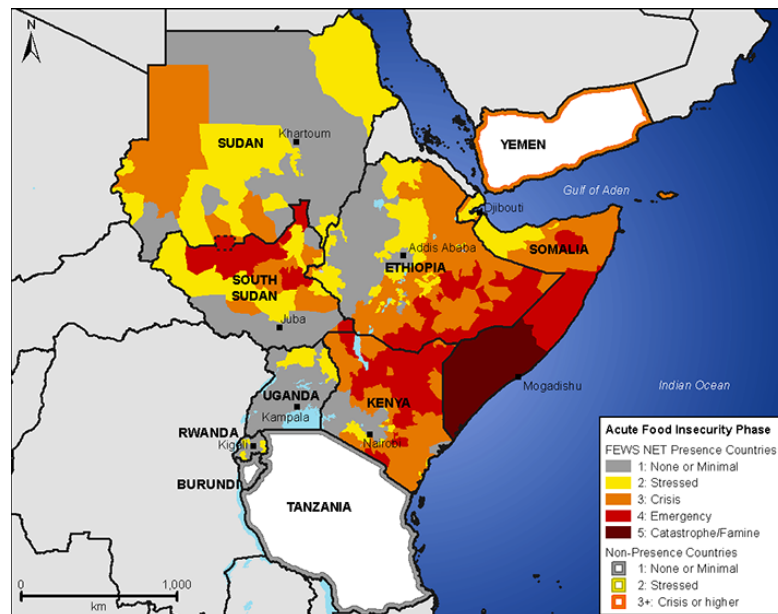 N
SUDAN
Khartoum
YEMEN
Gulf of Aden
Djibouti
Addis Ababa
ETHIOPIA
SOMALIA
SOUTH
SUDAN
Juba
UGANDA
Kampala
KENYA
Mogadishu
Indian Ocean
RWANDA
Kigali
Nairobi
BURUNDI
TANZANIA
0
1,000
km
Acute Food Insecurity Phase
FEWS NET Presence Countries
1: None or Minimal
2: Stressed
3: Crisis
4: Emergency
5: Catastrophe/Famine
Non-Presence Countries
1: None or Minimal
2: Stressed
3+: Crisis or higher